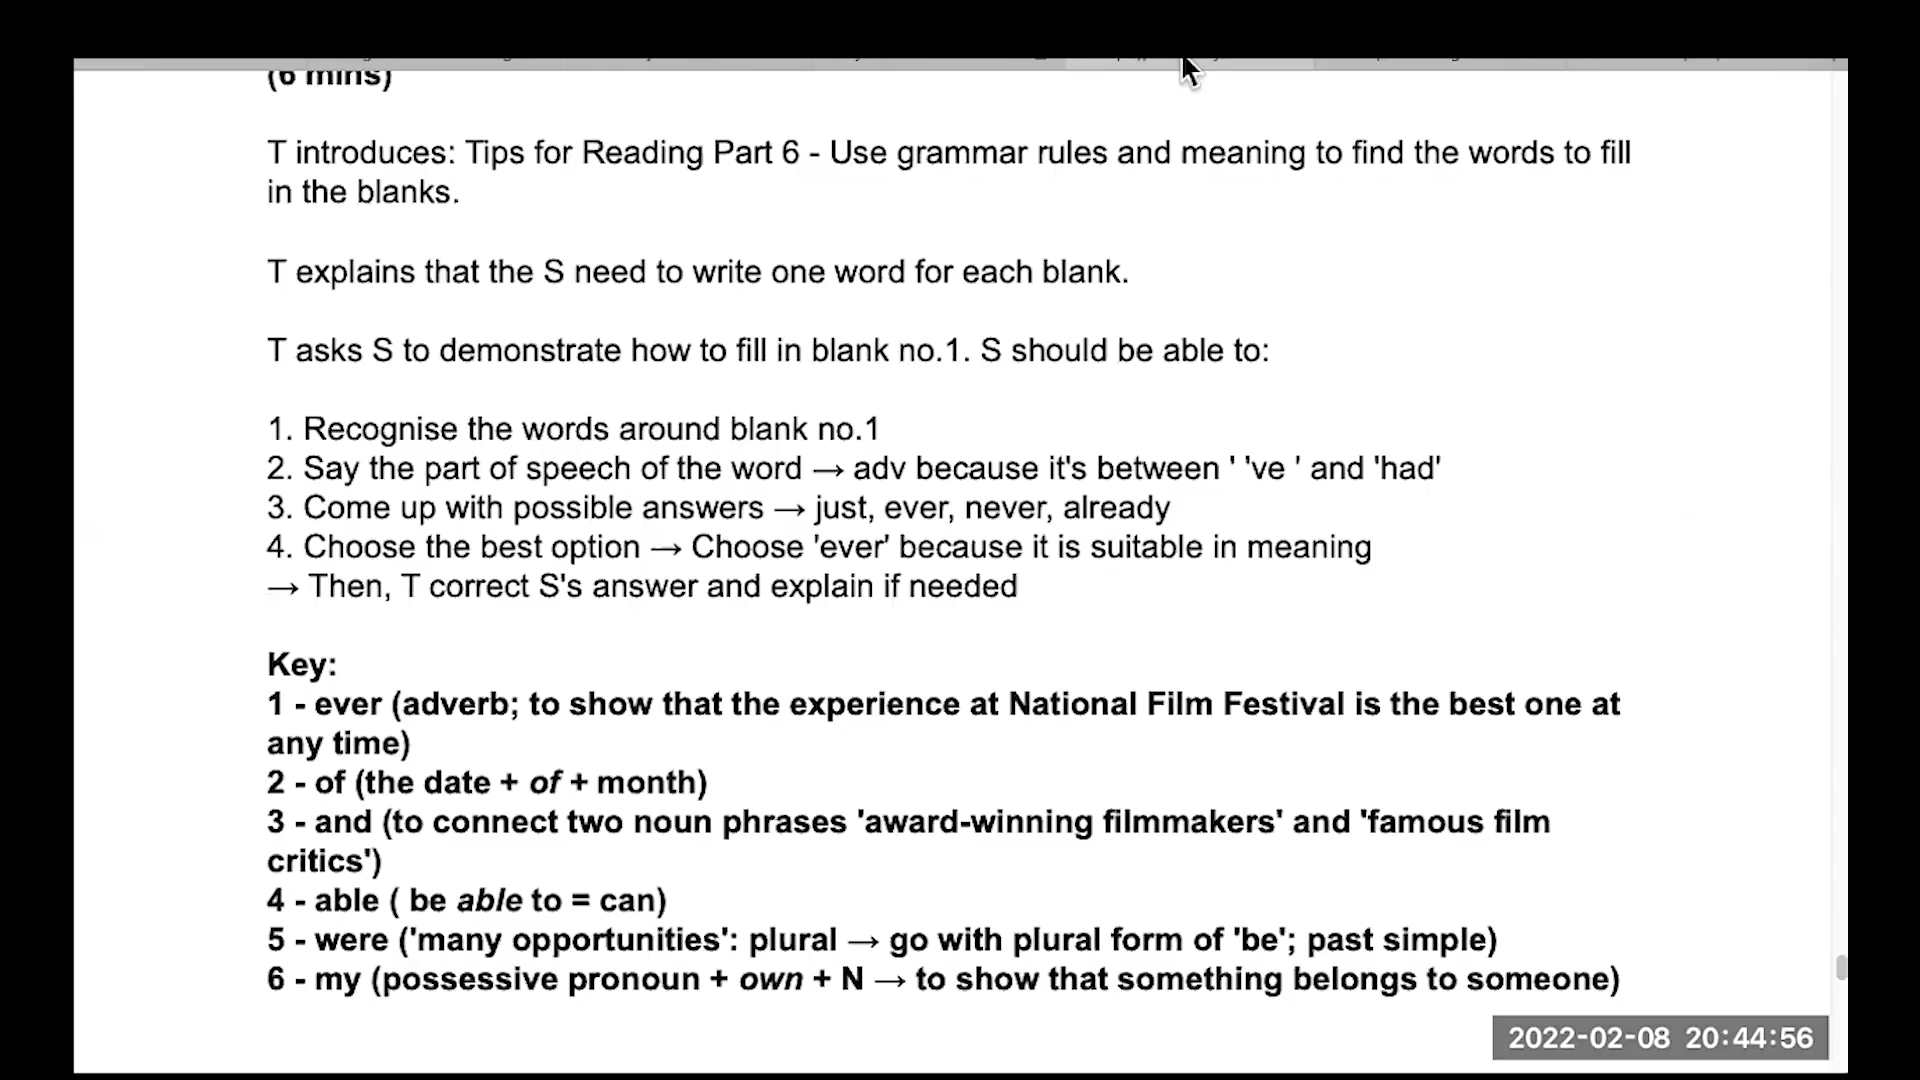 (6 mins)
T introduces: Tips for Reading Part 6 - Use grammar rules and meaning to find the words to fill
in the blanks.
T explains that the S need to write one word for each blank.
T asks S to demonstrate how to fill in blank no.1. S should be able to:
1. Recognise the words around blank no.1
2. Say the part of speech of the word → adv because it's between ' 've ' and 'had'
3. Come up with possible answers → just, ever, never, already
4. Choose the best option → Choose 'ever' because it is suitable in meaning
→ Then, T correct S's answer and explain if needed
Key:
1 - ever (adverb; to show that the experience at National Film Festival is the best one at
any time)
2 - of (the date + of + month)
3 - and (to connect two noun phrases 'award-winning filmmakers' and 'famous film
critics')
4 - able ( be able to = can)
5 - were ('many opportunities': plural → go with plural form of 'be'; past simple)
6 - my (possessive pronoun + own + N → to show that something belongs to someone)
2022-02-08 20:44:56